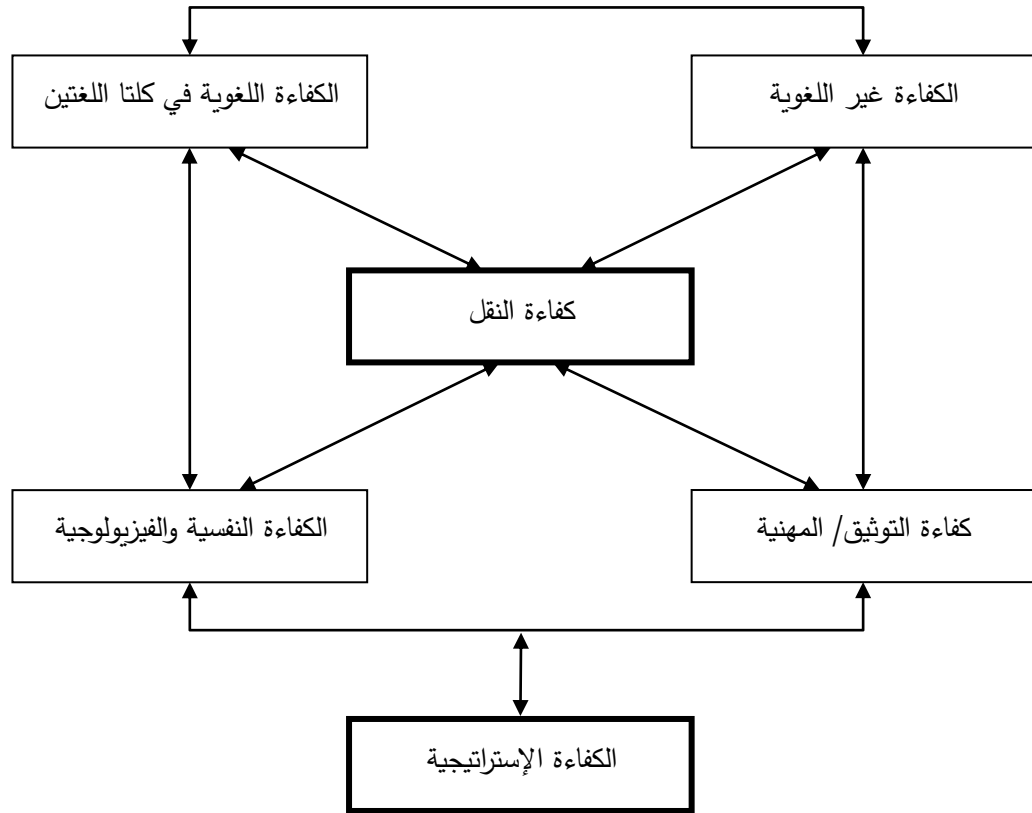 الكفاءة غير اللغوية
الكفاءة اللغوية في كلتا اللغتين
كفاءة النقل
كفاءة التوثيق/ المهنية
الكفاءة النفسية والفيزيولوجية
الكفاءة الإستراتيجية